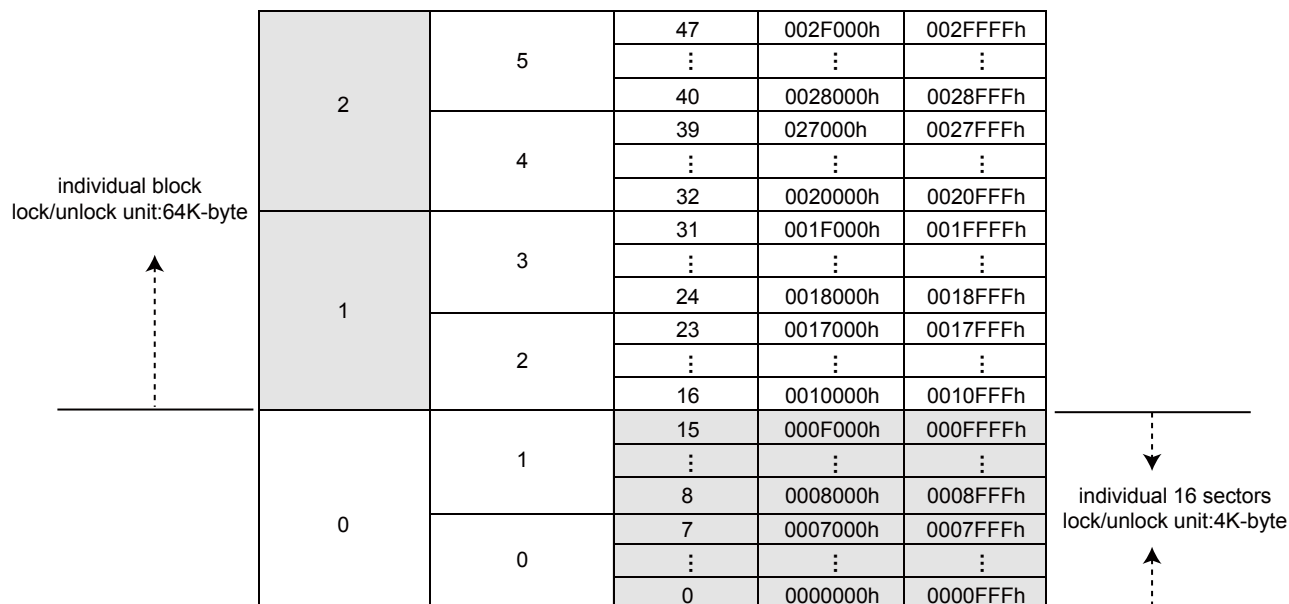 47 002F000h 002FFFFh
5
⋮ ⋮ ⋮
2
40 0028000h 0028FFFh
39 027000h 0027FFFh
4
⋮ ⋮ ⋮
individual block
lock/unlock unit:64K-byte
32 0020000h 0020FFFh
31 001F000h 001FFFFh
3
⋮ ⋮ ⋮
1
24 0018000h 0018FFFh
23 0017000h 0017FFFh
2
⋮ ⋮ ⋮
16 0010000h 0010FFFh
15 000F000h 000FFFFh
1
⋮ ⋮ ⋮
8 0008000h 0008FFFh
individual 16 sectors
lock/unlock unit:4K-byte
0
7 0007000h 0007FFFh
0
⋮ ⋮ ⋮
0 0000000h 0000FFFh